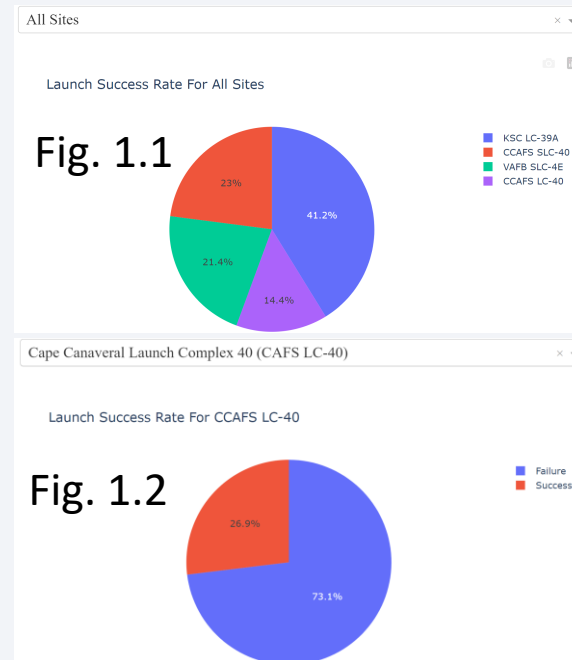 All Sites
Launch Success Rate For All Sites
Fig. 1.1
KSC LC-39A
CCAFS SLC-40
VAFB SLC-4E
CCAFS LC-40
23%
41.2%
21.4%
14.4%
Cape Canaveral Launch Complex 40 (CAFS LC-40)
Launch Success Rate For CCAFS LC-40
Fig. 1.2
Failure
Success
26.9%
73.1%